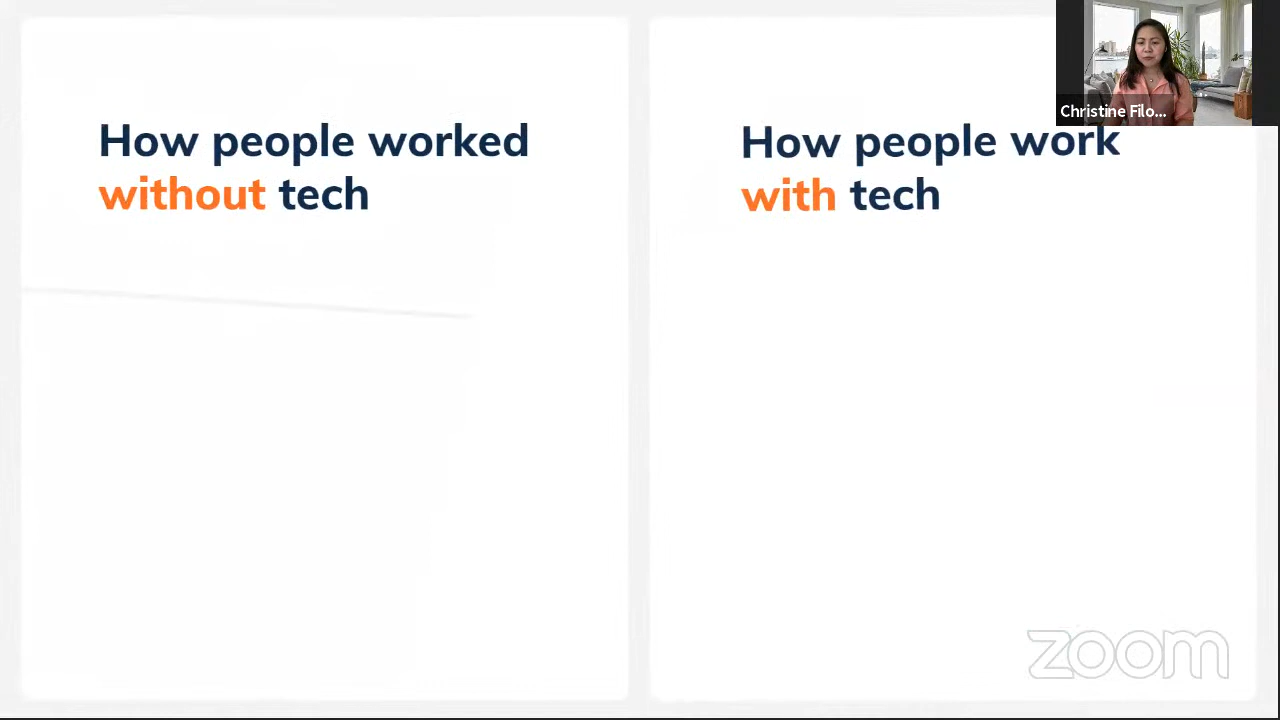 How people worked
without tech
How people work
with tech
Christine Filo...
zoom